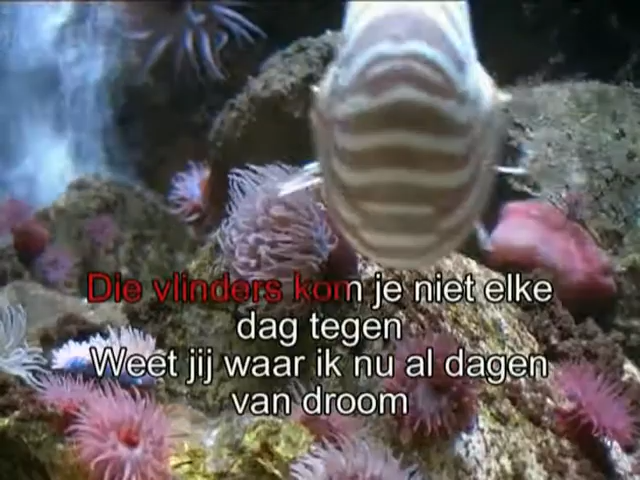 Die vlinders kom je niet elke
dag tegen
Weet jij waar ik nu al dagen
van droom